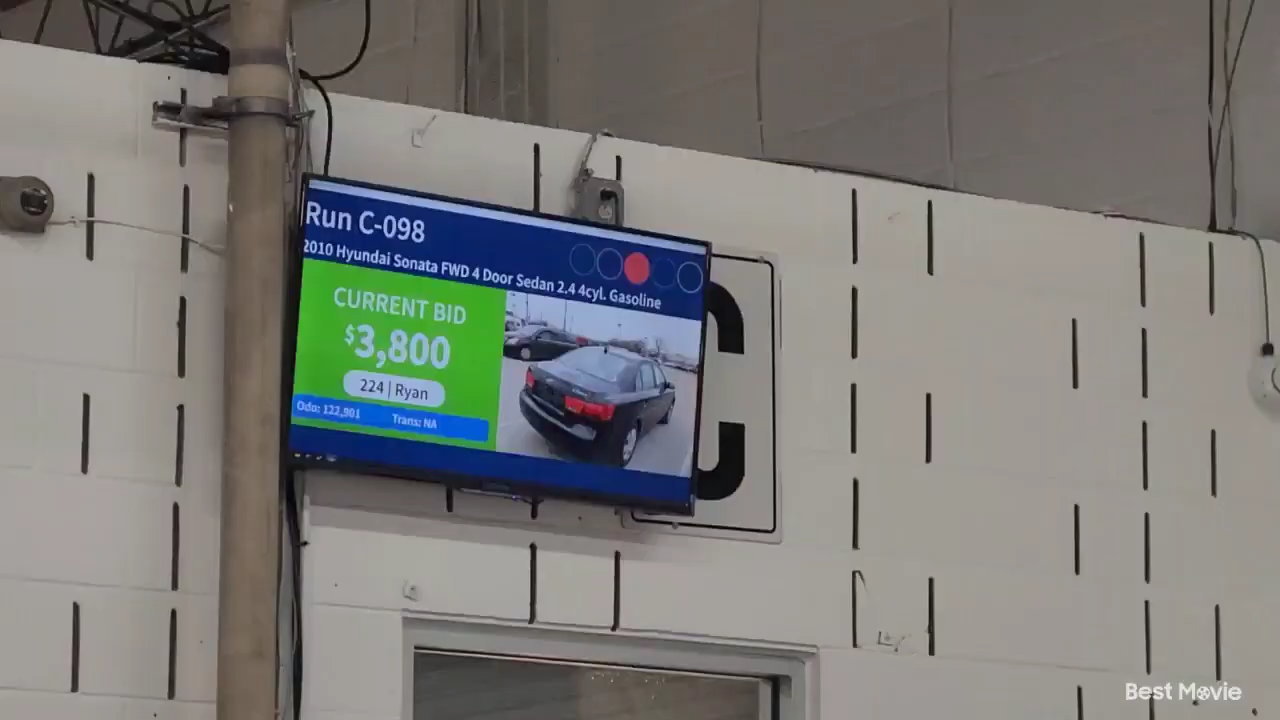 Run C-098
2010 Hyundai Sonata FWD 4 Door Sedan 2.4 4cyl. Gasoline
CURRENT BID
$3,800
224 | Ryan
Odo: 122,901 Trans: NA
C
Best Movie